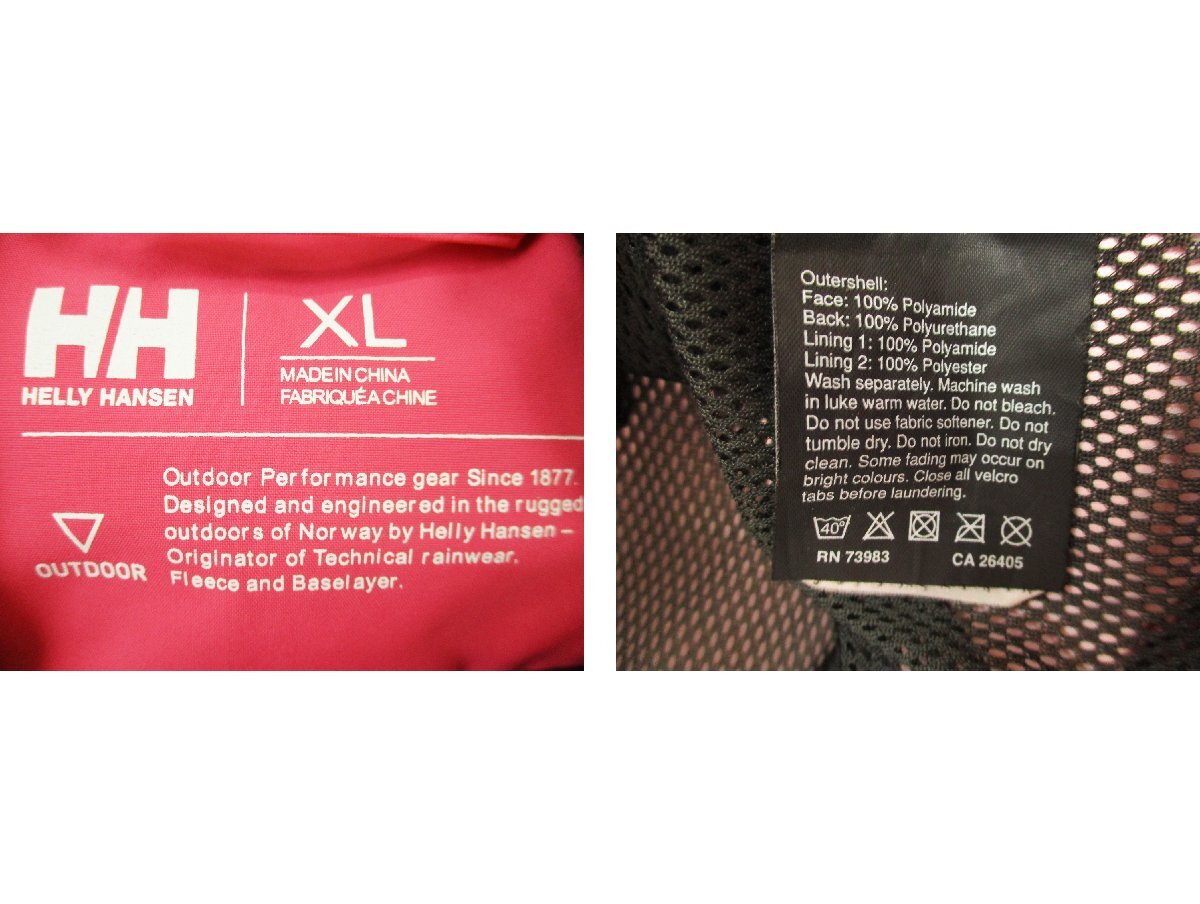 HH
HELLY HANSEN
XL
MADE IN CHINA
FABRIQUÉ A CHINE
Outdoor Performance gear Since 1877.
Designed and engineered in the rugged
outdoors of Norway by Helly Hansen –
Originator of Technical rainwear.
Fleece and Baselayer.
OUTDOOR
Outershell:
Face: 100% Polyamide
Back: 100% Polyurethane
Lining 1: 100% Polyamide
Lining 2: 100% Polyester
Wash separately. Machine wash
in luke warm water. Do not bleach.
Do not use fabric softener. Do not
tumble dry. Do not iron. Do not dry
clean. Some fading may occur on
bright colours. Close all velcro
tabs before laundering.
40°
RN 73983 CA 26405